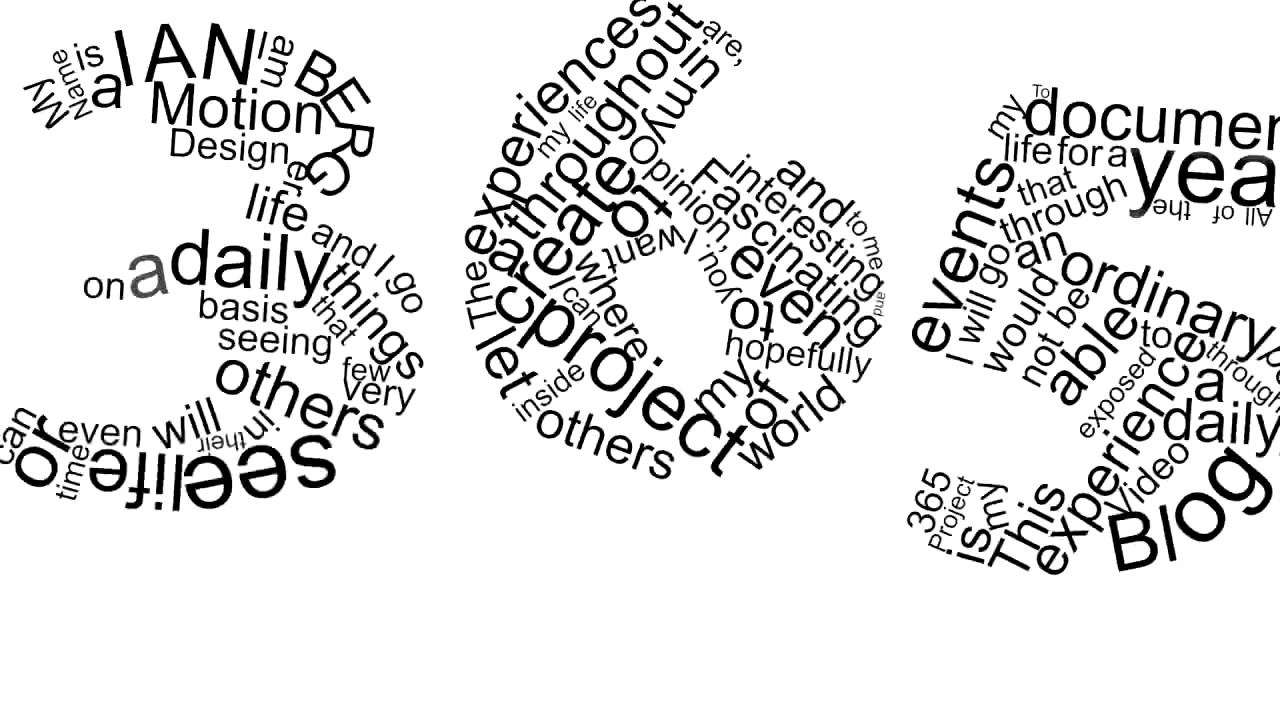 My
Name
is
IAN
BERG
I
am
a
Motion
Design
er
life
and I go
on
a
daily
basis
things
that
seeing
few
very
others
even
will
in
their
can
or
time
see
life
The
experiences
my life
throughout
in
my
are,
a
create
to
I want
Opinion,
you,
Fascinating
interesting
and
to
me
and
even
to
hopefully
where
I can
project
let
inside
others
my
of
world
To
my
document
life
for
a
year
All of the
events
that
through
I will go
an
ordinary
would
not be
able
to
through
exposed
experience
a
daily
Video
Blog
This
is
my
365
Project